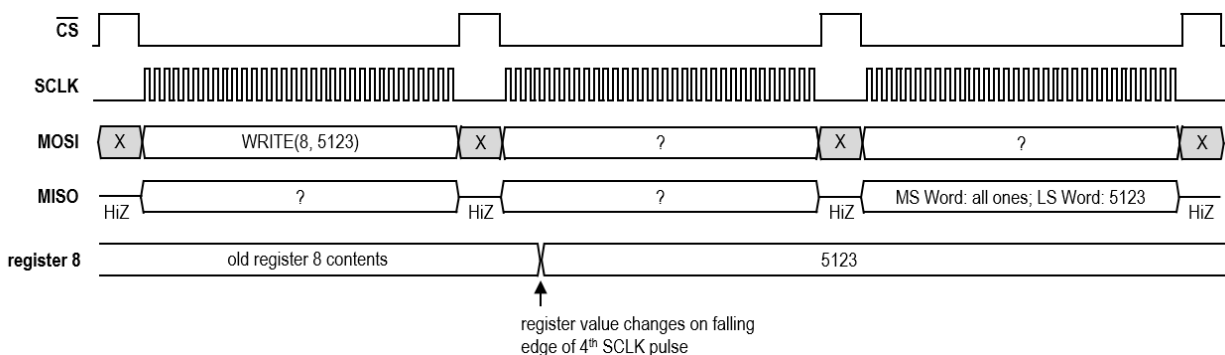 CS
SCLK
MOSI X WRITE(8, 5123) X ? X ? X
MISO ? ? MS Word: all ones; LS Word: 5123
HiZ HiZ HiZ HiZ
register 8 old register 8 contents 5123
register value changes on falling
edge of 4th SCLK pulse